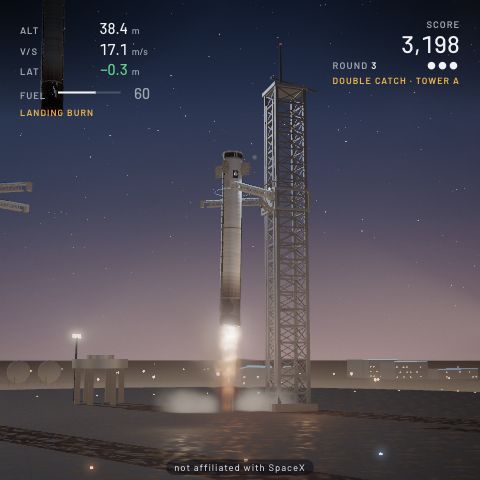 ALT 38.4 m
V/S 17.1 m/s
LAT −0.3 m
FUEL 60
LANDING BURN
SCORE
3,198
ROUND 3
DOUBLE CATCH · TOWER A
not affiliated with SpaceX